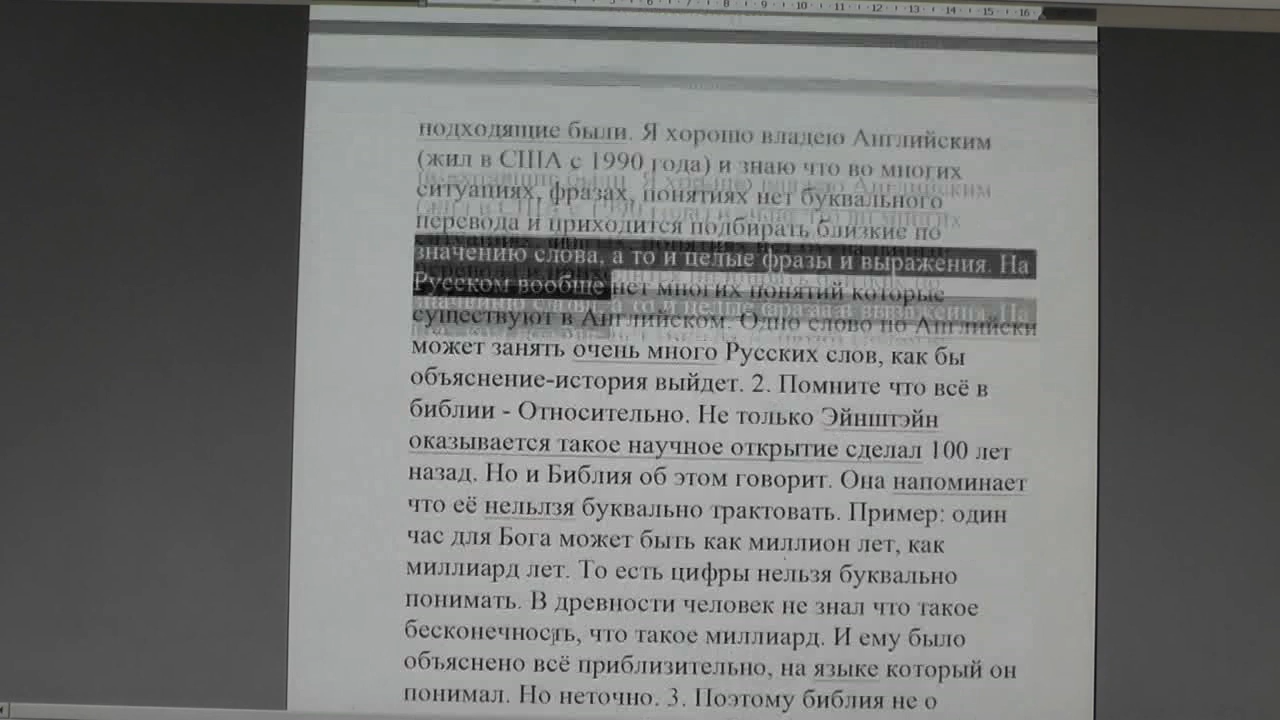 подходящие были. Я хорошо владею Английским
(жил в США с 1990 года) и знаю что во многих
ситуациях, фразах, понятиях нет буквального
перевода и приходится подбирать близкие по
значению слова, а то и целые фразы и выражения. На
Русском вообще нет многих понятий которые
существуют в Английском. Одно слово по Английски
может занять очень много Русских слов, как бы
объяснение-история выйдет. 2. Помните что всё в
библии - Относительно. Не только Эйнштэйн
оказывается такое научное открытие сделал 100 лет
назад. Но и Библия об этом говорит. Она напоминает
что её нельлзя буквально трактовать. Пример: один
час для Бога может быть как миллион лет, как
миллиард лет. То есть цифры нельзя буквально
понимать. В древности человек не знал что такое
бесконечность, что такое миллиард. И ему было
объяснено всё приблизительно, на языке который он
понимал. Но неточно. 3. Поэтому библия не о